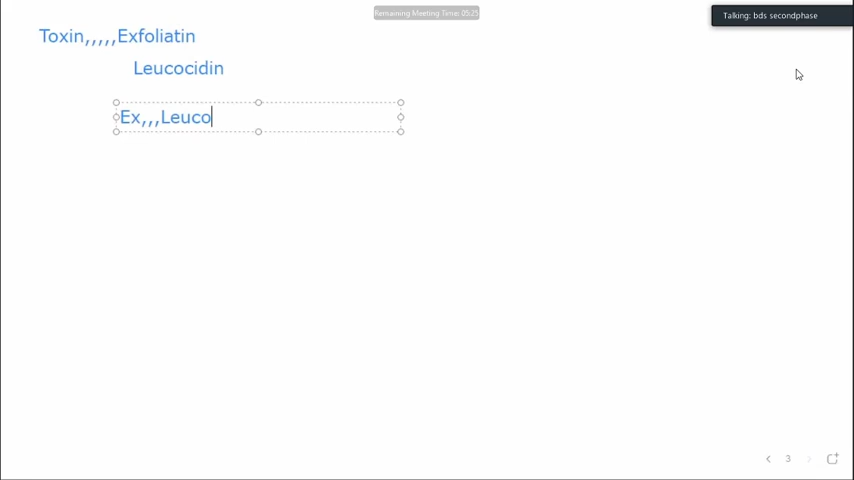 Remaining Meeting Time: 05:25
Talking: bds secondphase
Toxin,,,,,Exfoliatin
Leucocidin
Ex,,,Leuco
3